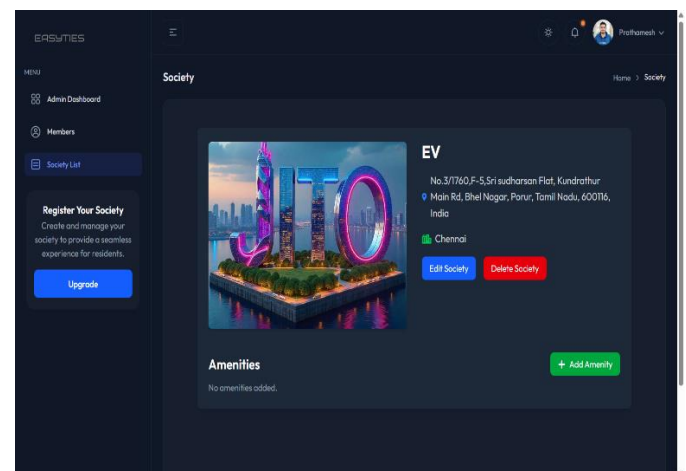 EASYTIES
Prathamesh
MENU
Admin Dashboard
Members
Society List
Register Your Society
Create and manage your
society to provide a seamless
experience for residents.
Upgrade
Society
Home > Society
JITO
EV
No.3/1760,F-5,Sri sudharsan Flat, Kundrathur
Main Rd, Bhel Nagar, Porur, Tamil Nadu, 600116,
India
Chennai
Edit Society
Delete Society
Amenities
+ Add Amenity
No amenities added.